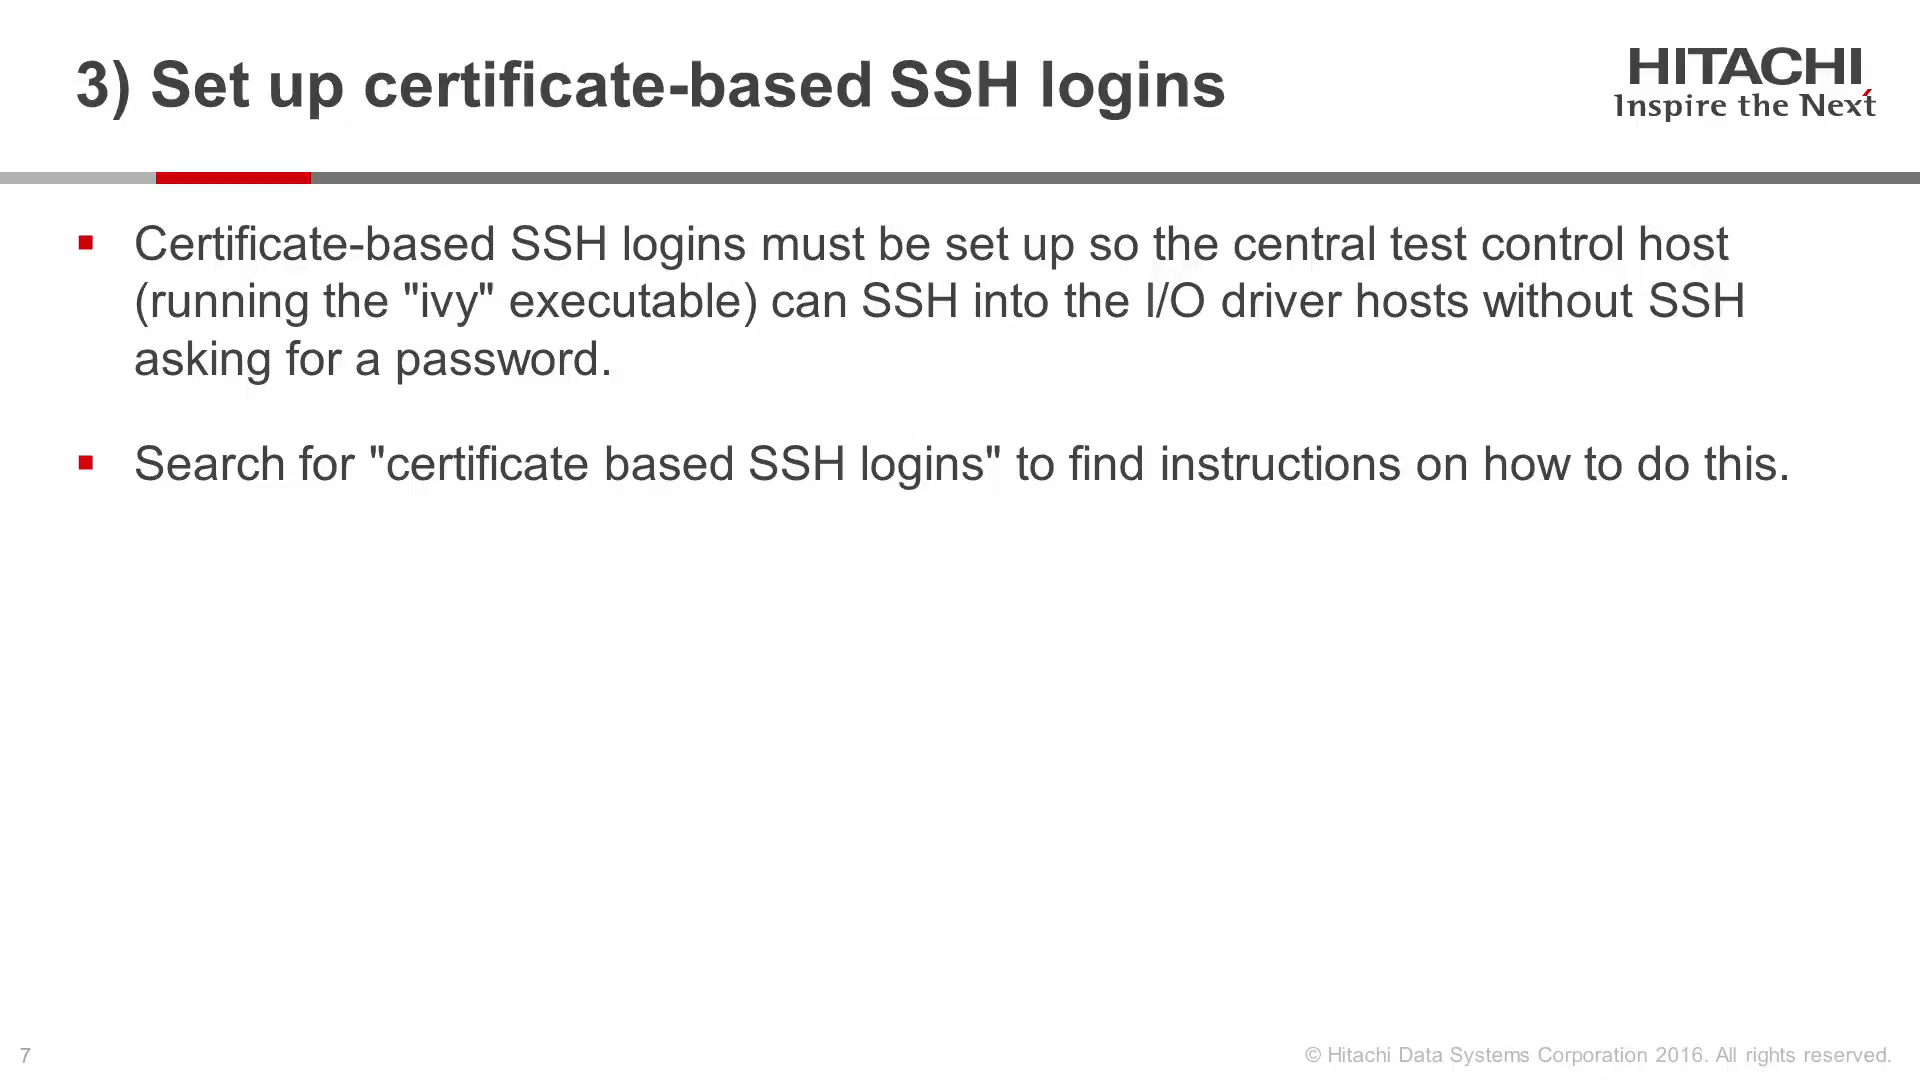 3) Set up certificate-based SSH logins
HITACHI
Inspire the Next
▪ Certificate-based SSH logins must be set up so the central test control host
(running the "ivy" executable) can SSH into the I/O driver hosts without SSH
asking for a password.
▪ Search for "certificate based SSH logins" to find instructions on how to do this.
7
© Hitachi Data Systems Corporation 2016. All rights reserved.